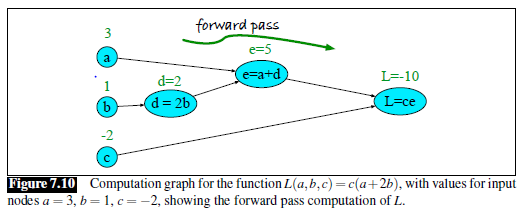 forward pass
3
a
e=5
e=a+d
1
b
d=2
d = 2b
L=-10
L=ce
-2
c
Figure 7.10 Computation graph for the function L(a,b,c) = c(a+2b), with values for input
nodes a = 3, b = 1, c = −2, showing the forward pass computation of L.